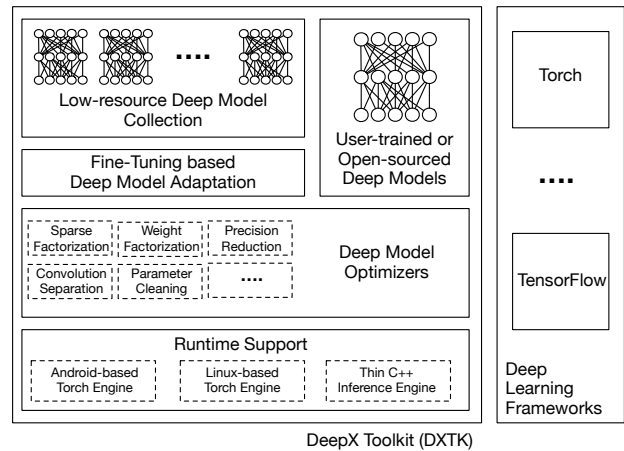 ....
Low-resource Deep Model
Collection
Fine-Tuning based
Deep Model Adaptation
User-trained or
Open-sourced
Deep Models
Sparse
Factorization
Weight
Factorization
Precision
Reduction
Convolution
Separation
Parameter
Cleaning
....
Deep Model
Optimizers
Runtime Support
Android-based
Torch Engine
Linux-based
Torch Engine
Thin C++
Inference Engine
DeepX Toolkit (DXTK)
Torch
....
TensorFlow
Deep
Learning
Frameworks